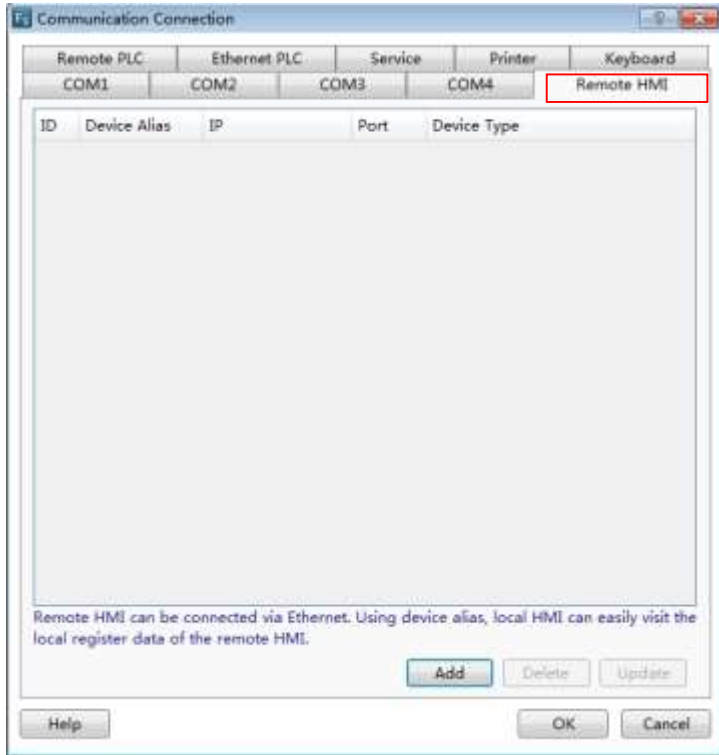 Communication Connection
Remote PLC Ethernet PLC Service Printer Keyboard
COM1 COM2 COM3 COM4 Remote HMI
ID Device Alias IP Port Device Type
Remote HMI can be connected via Ethernet. Using device alias, local HMI can easily visit the
local register data of the remote HMI.
Add Delete Update
Help OK Cancel